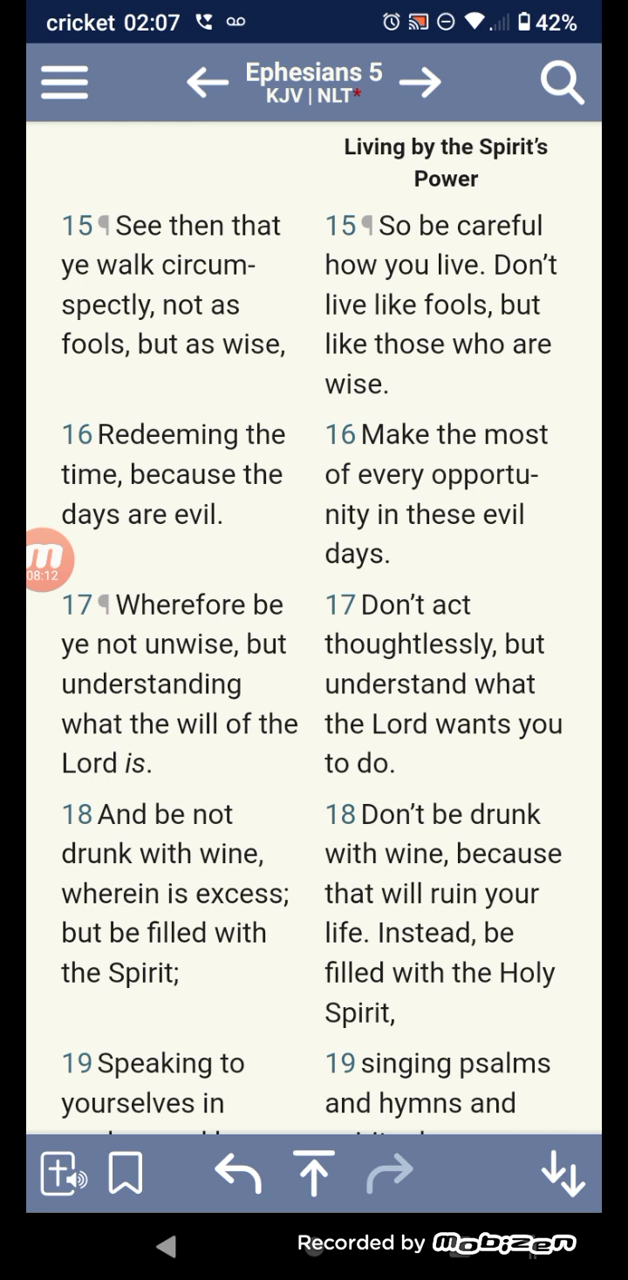 cricket 02:07 42%
Ephesians 5
KJV | NLT*
Living by the Spirit's
Power
15 ¶ See then that
ye walk circum-
spectly, not as
fools, but as wise,
15 ¶ So be careful
how you live. Don't
live like fools, but
like those who are
wise.
16 Redeeming the
time, because the
days are evil.
16 Make the most
of every opportu-
nity in these evil
days.
08:12
17 ¶ Wherefore be
ye not unwise, but
understanding
what the will of the
Lord is.
17 Don't act
thoughtlessly, but
understand what
the Lord wants you
to do.
18 And be not
drunk with wine,
wherein is excess;
but be filled with
the Spirit;
18 Don't be drunk
with wine, because
that will ruin your
life. Instead, be
filled with the Holy
Spirit,
19 Speaking to
yourselves in
19 singing psalms
and hymns and
Recorded by Mobizen